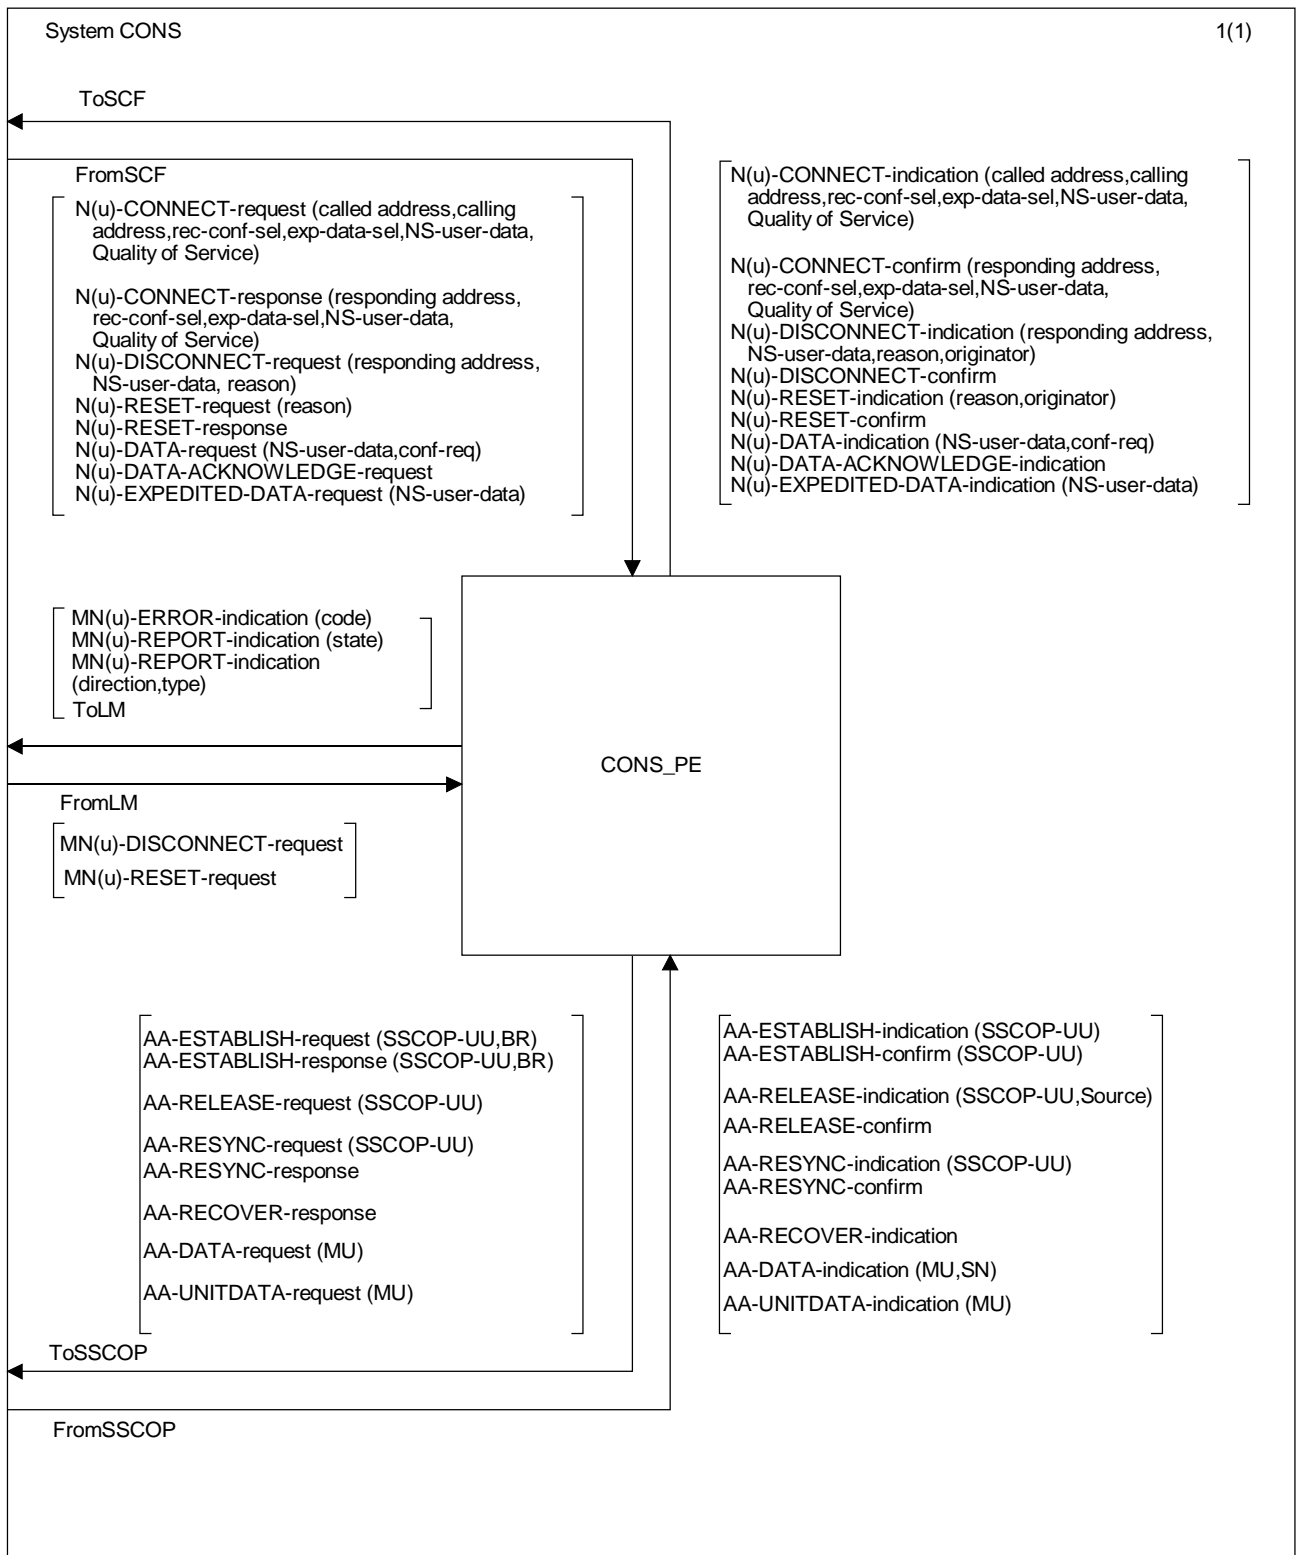 System CONS
1(1)
ToSCF
FromSCF
N(u)-CONNECT-request (called address,calling
address,rec-conf-sel,exp-data-sel,NS-user-data,
Quality of Service)
N(u)-CONNECT-response (responding address,
rec-conf-sel,exp-data-sel,NS-user-data,
Quality of Service)
N(u)-DISCONNECT-request (responding address,
NS-user-data, reason)
N(u)-RESET-request (reason)
N(u)-RESET-response
N(u)-DATA-request (NS-user-data,conf-req)
N(u)-DATA-ACKNOWLEDGE-request
N(u)-EXPEDITED-DATA-request (NS-user-data)
N(u)-CONNECT-indication (called address,calling
address,rec-conf-sel,exp-data-sel,NS-user-data,
Quality of Service)
N(u)-CONNECT-confirm (responding address,
rec-conf-sel,exp-data-sel,NS-user-data,
Quality of Service)
N(u)-DISCONNECT-indication (responding address,
NS-user-data,reason,originator)
N(u)-DISCONNECT-confirm
N(u)-RESET-indication (reason,originator)
N(u)-RESET-confirm
N(u)-DATA-indication (NS-user-data,conf-req)
N(u)-DATA-ACKNOWLEDGE-indication
N(u)-EXPEDITED-DATA-indication (NS-user-data)
MN(u)-ERROR-indication (code)
MN(u)-REPORT-indication (state)
MN(u)-REPORT-indication
(direction,type)
ToLM
CONS_PE
FromLM
MN(u)-DISCONNECT-request
MN(u)-RESET-request
AA-ESTABLISH-request (SSCOP-UU,BR)
AA-ESTABLISH-response (SSCOP-UU,BR)
AA-RELEASE-request (SSCOP-UU)
AA-RESYNC-request (SSCOP-UU)
AA-RESYNC-response
AA-RECOVER-response
AA-DATA-request (MU)
AA-UNITDATA-request (MU)
AA-ESTABLISH-indication (SSCOP-UU)
AA-ESTABLISH-confirm (SSCOP-UU)
AA-RELEASE-indication (SSCOP-UU,Source)
AA-RELEASE-confirm
AA-RESYNC-indication (SSCOP-UU)
AA-RESYNC-confirm
AA-RECOVER-indication
AA-DATA-indication (MU,SN)
AA-UNITDATA-indication (MU)
ToSSCOP
FromSSCOP